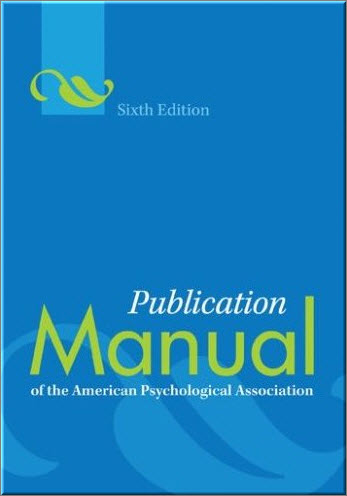 Sixth Edition
Publication
Manual
of the American Psychological Association